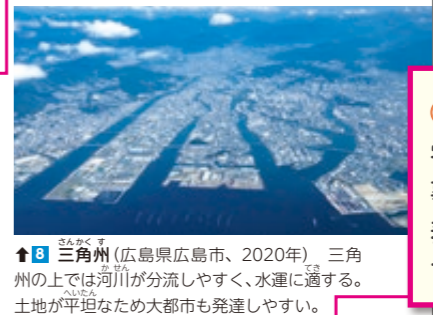 ↑8 三角州(広島県広島市、2020年) 三角
州の上では河川が分流しやすく、水運に適する。
土地が平坦なため大都市も発達しやすい。